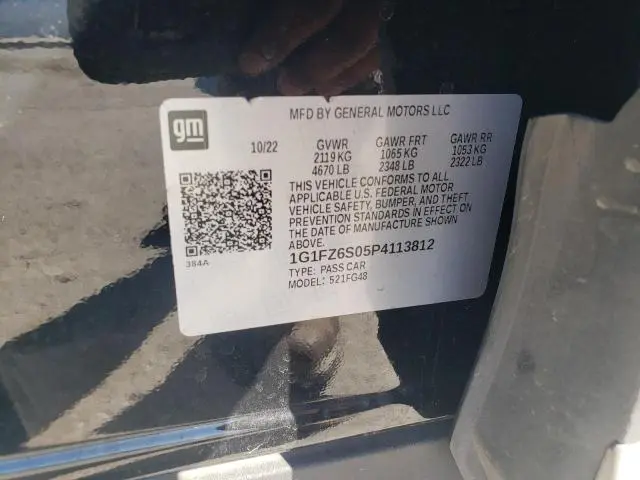 MFD BY GENERAL MOTORS LLC
gm
10/22 GVWR GAWR FRT GAWR RR
2119 KG 1065 KG 1053 KG
4670 LB 2348 LB 2322 LB
THIS VEHICLE CONFORMS TO ALL
APPLICABLE U.S. FEDERAL MOTOR
VEHICLE SAFETY, BUMPER, AND THEFT
PREVENTION STANDARDS IN EFFECT ON
THE DATE OF MANUFACTURE SHOWN
ABOVE.
384A
1G1FZ6S05P4113812
TYPE: PASS CAR
MODEL: 521FG48